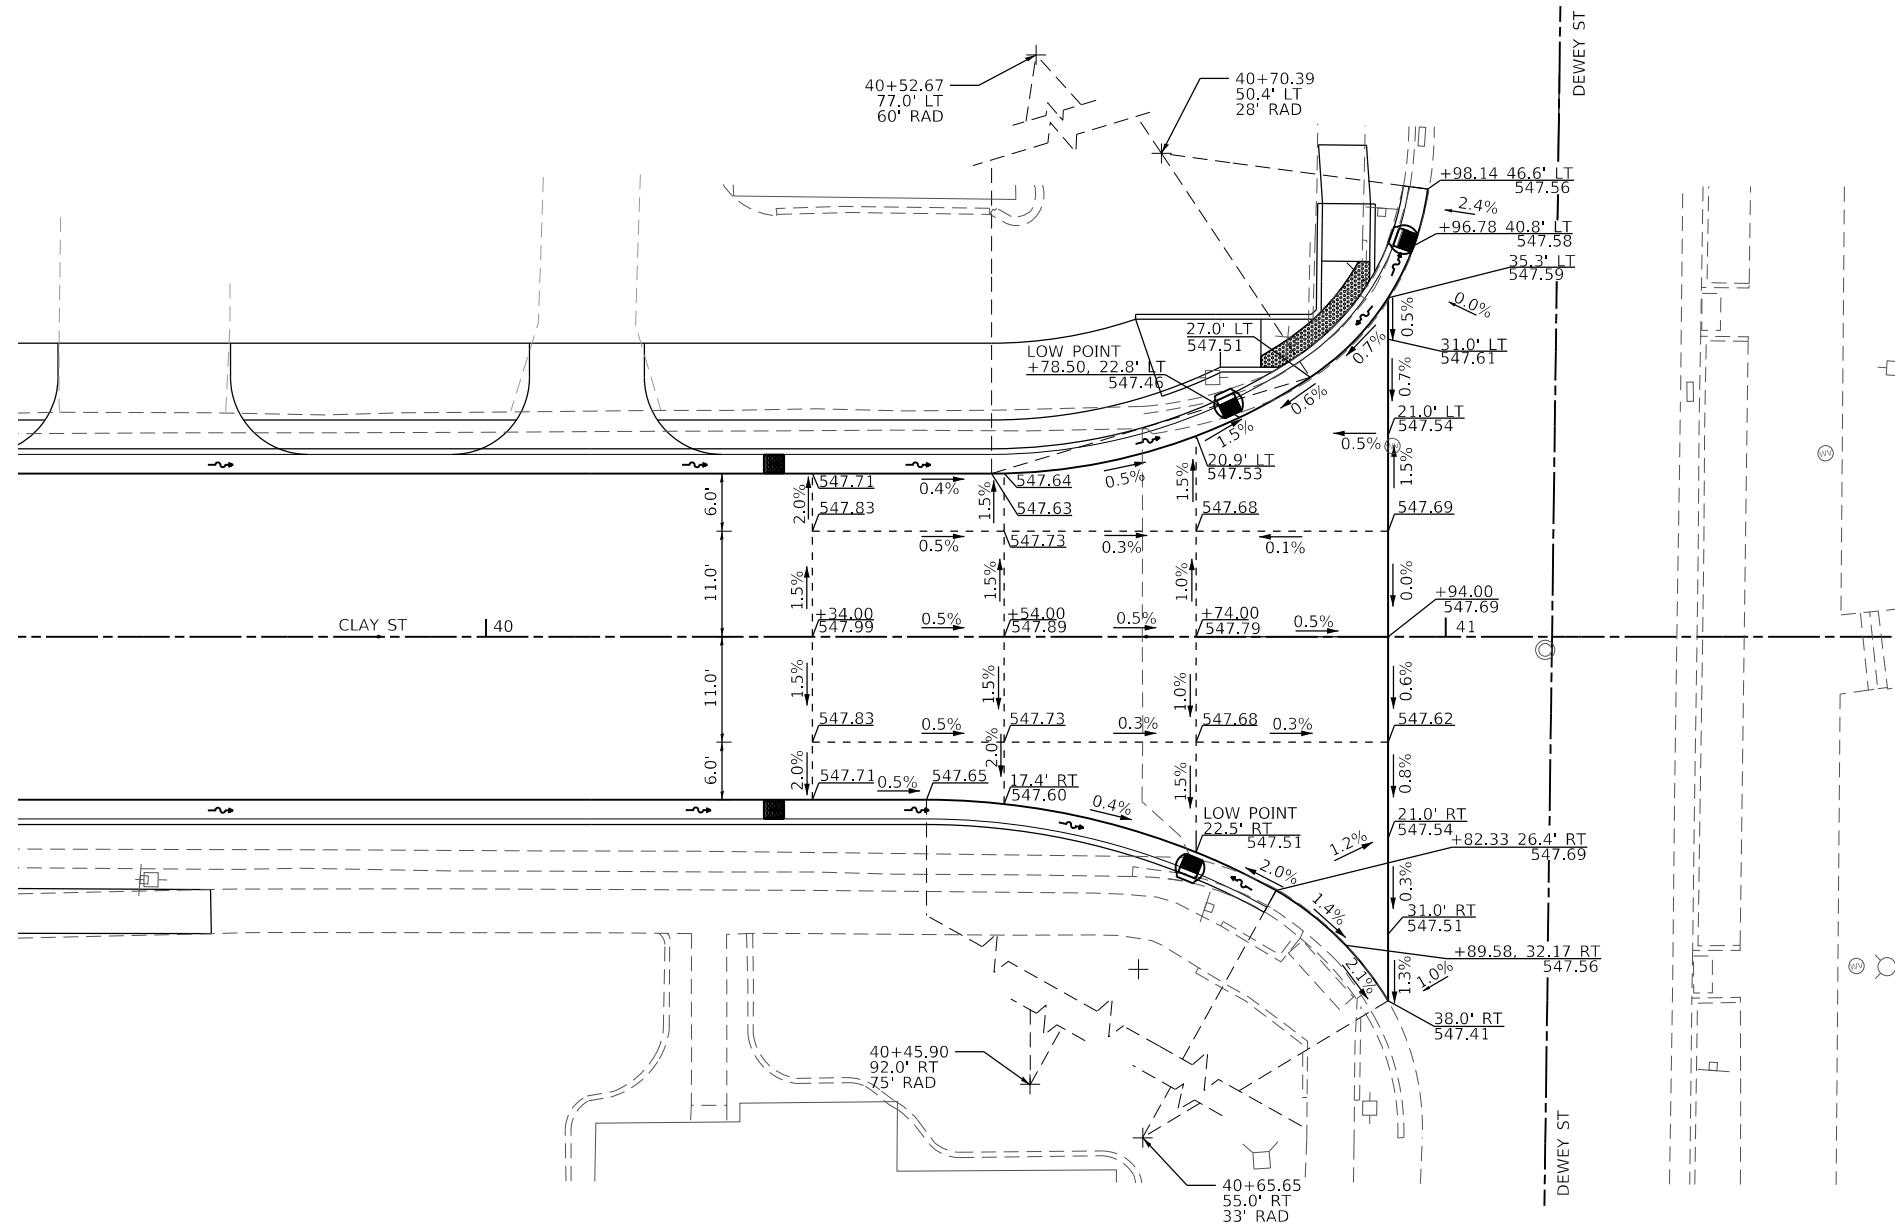 DEWEY ST
40+52.67
77.0' LT
60' RAD
40+70.39
50.4' LT
28' RAD
+98.14 46.6' LT
547.56
2.4%
+96.78 40.8' LT
547.58
35.3' LT
547.59
0.0%
0.5%
27.0' LT
547.51
31.0' LT
547.61
LOW POINT
+78.50, 22.8' LT
547.46
0.7%
0.7%
0.6%
21.0' LT
547.54
1.5%
0.5%
WV
WV
20.9' LT
547.53
1.5%
0.5%
1.5%
547.71
0.4%
547.64
6.0'
2.0%
547.83
1.5%
547.63
547.68
547.69
0.5%
547.73
0.3%
0.1%
11.0'
1.5%
1.5%
1.0%
0.0%
+94.00
547.69
CLAY ST
40
+34.00
547.99
0.5%
+54.00
547.89
0.5%
+74.00
547.79
0.5%
41
11.0'
1.5%
1.5%
1.0%
0.6%
547.83
0.5%
547.73
0.3%
547.68
0.3%
547.62
6.0'
2.0%
547.71
0.5%
547.65
2.0%
17.4' RT
547.60
1.5%
0.8%
0.4%
LOW POINT
22.5' RT
547.51
21.0' RT
547.54
1.2%
+82.33 26.4' RT
547.69
2.0%
0.3%
1.4%
31.0' RT
547.51
+89.58, 32.17 RT
547.56
2.1%
1.3%
1.0%
WV
38.0' RT
547.41
40+45.90
92.0' RT
75' RAD
DEWEY ST
40+65.65
55.0' RT
33' RAD